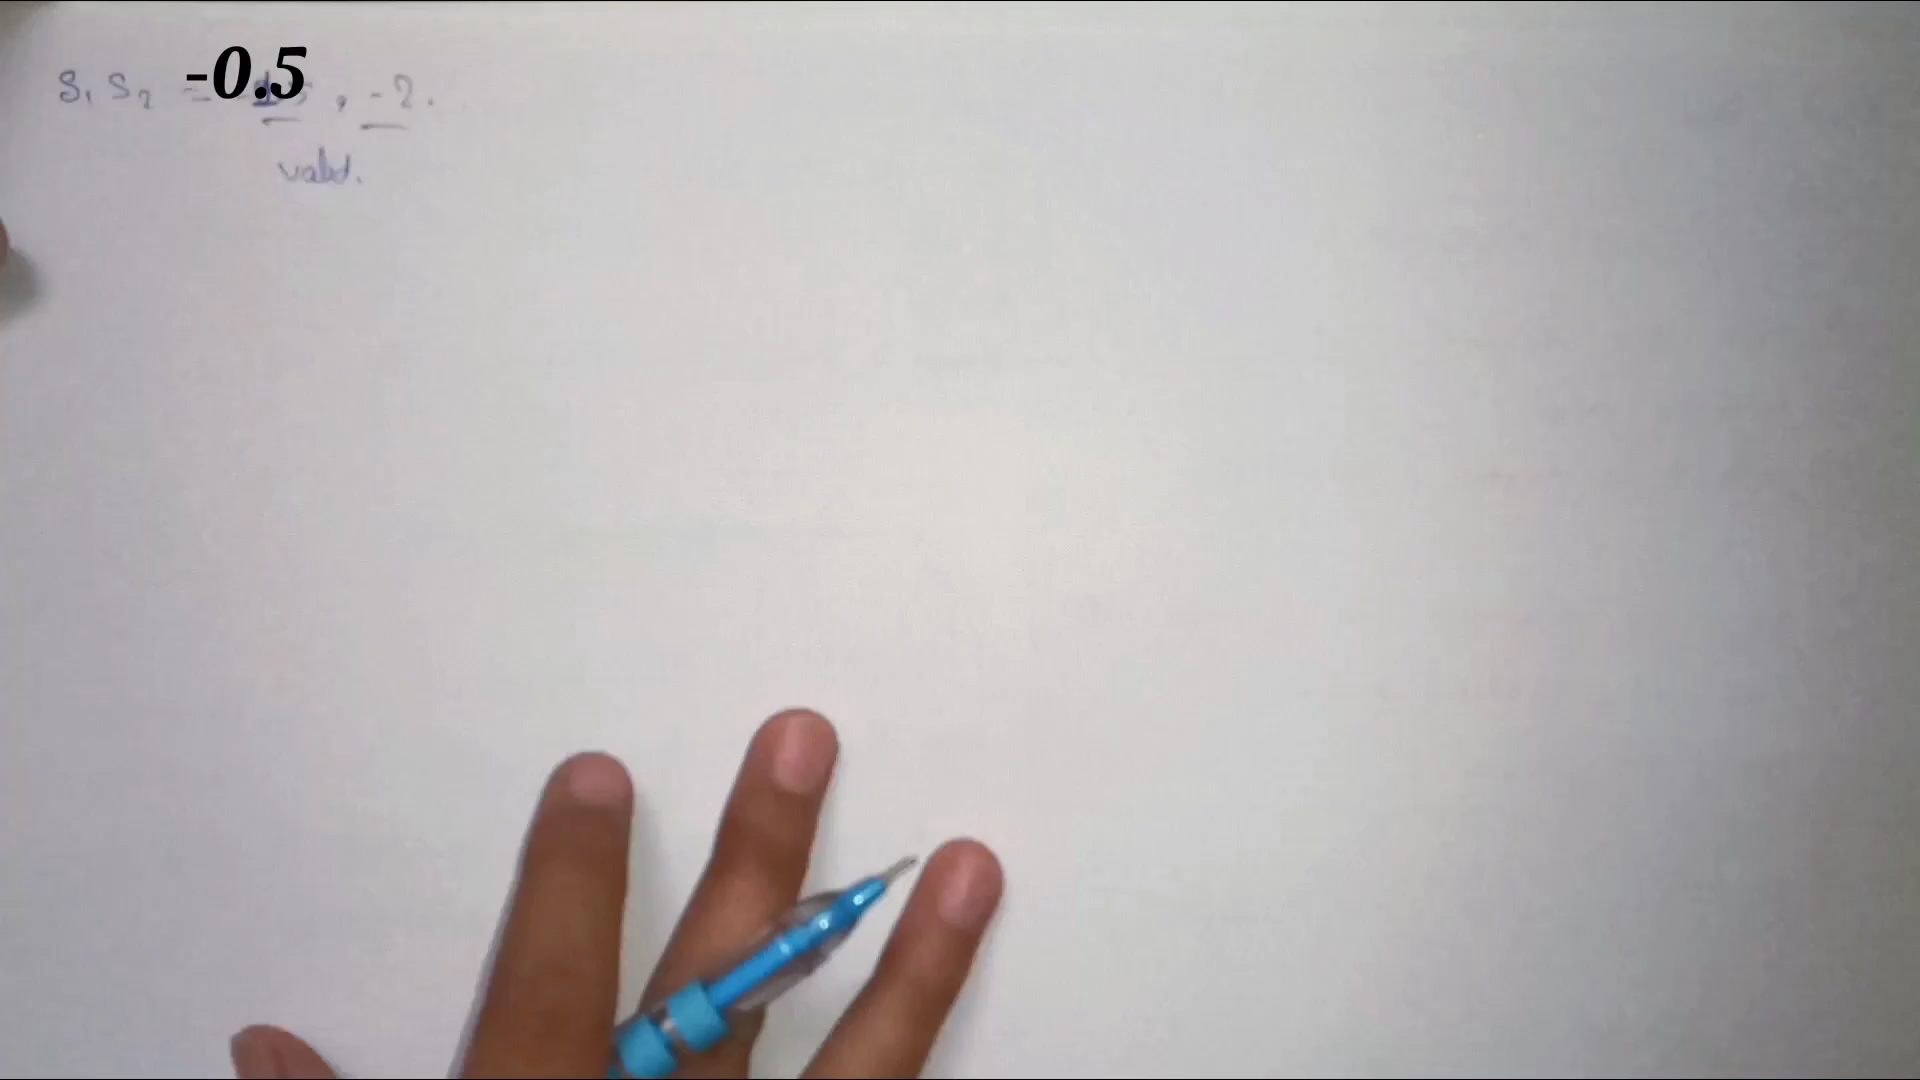 S₁ S₂ = -0.5 , -2.
valid.